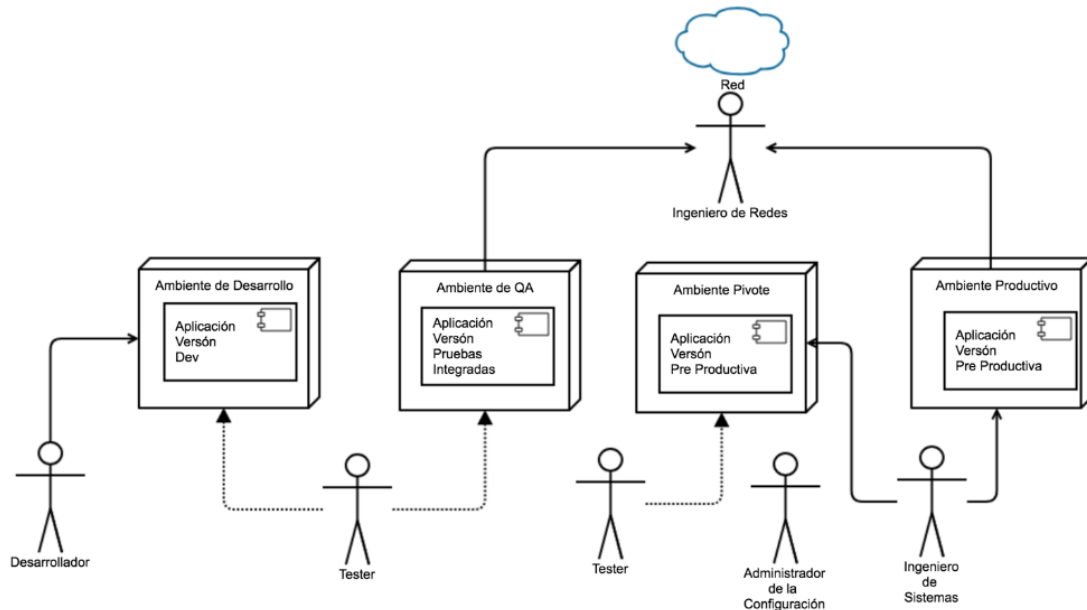 Red
Ingeniero de Redes
Ambiente de Desarrollo
Aplicación
Versón
Dev
Ambiente de QA
Aplicación
Versón
Pruebas
Integradas
Ambiente Pivote
Aplicación
Versón
Pre Productiva
Ambiente Productivo
Aplicación
Versón
Pre Productiva
Desarrollador
Tester
Tester
Administrador
de la
Configuración
Ingeniero
de
Sistemas